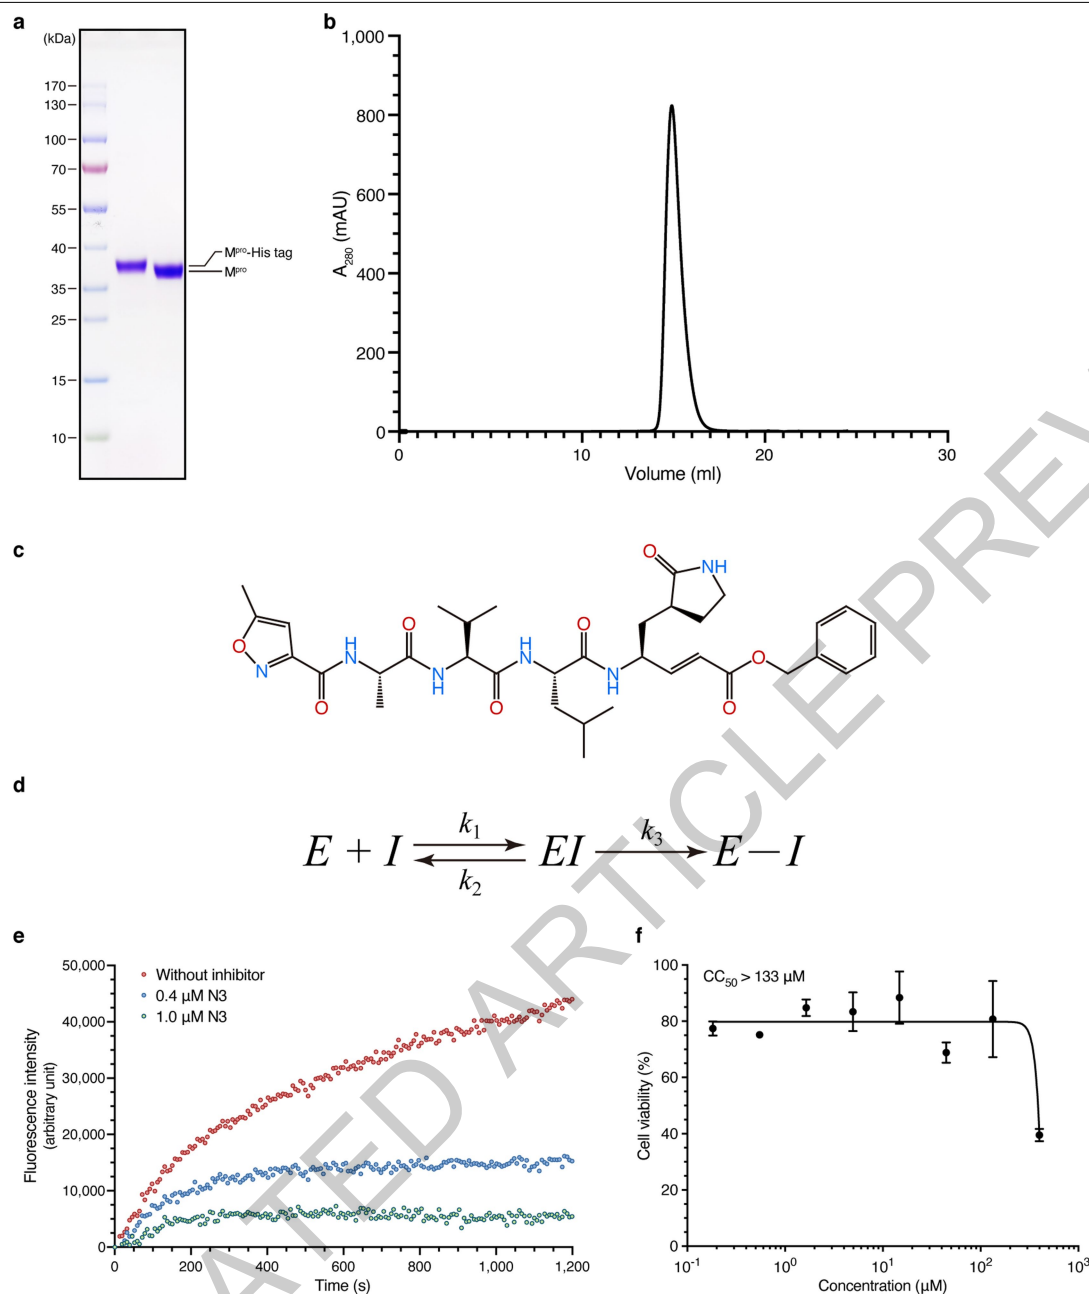 a
(kDa)
170
130
100
70
55
40
35
25
15
10
Mpro-His tag
Mpro
b
1,000
800
600
400
200
0
A280 (mAU)
0 10 20 30
Volume (ml)
c
O
N
O
H
N
O
N
H
O
H
N
O
N
H
O
NH
O
O
d
E + I k1 k2 EI k3 E — I
e
50,000
40,000
30,000
20,000
10,000
0
Fluorescence intensity
(arbitrary unit)
Without inhibitor
0.4 μM N3
1.0 μM N3
0 200 400 600 800 1,000 1,200
Time (s)
f
100
80
60
40
20
0
Cell viability (%)
CC50 > 133 μM
10-1 100 101 102 103
Concentration (μM)
ATED ARTICLE PREV